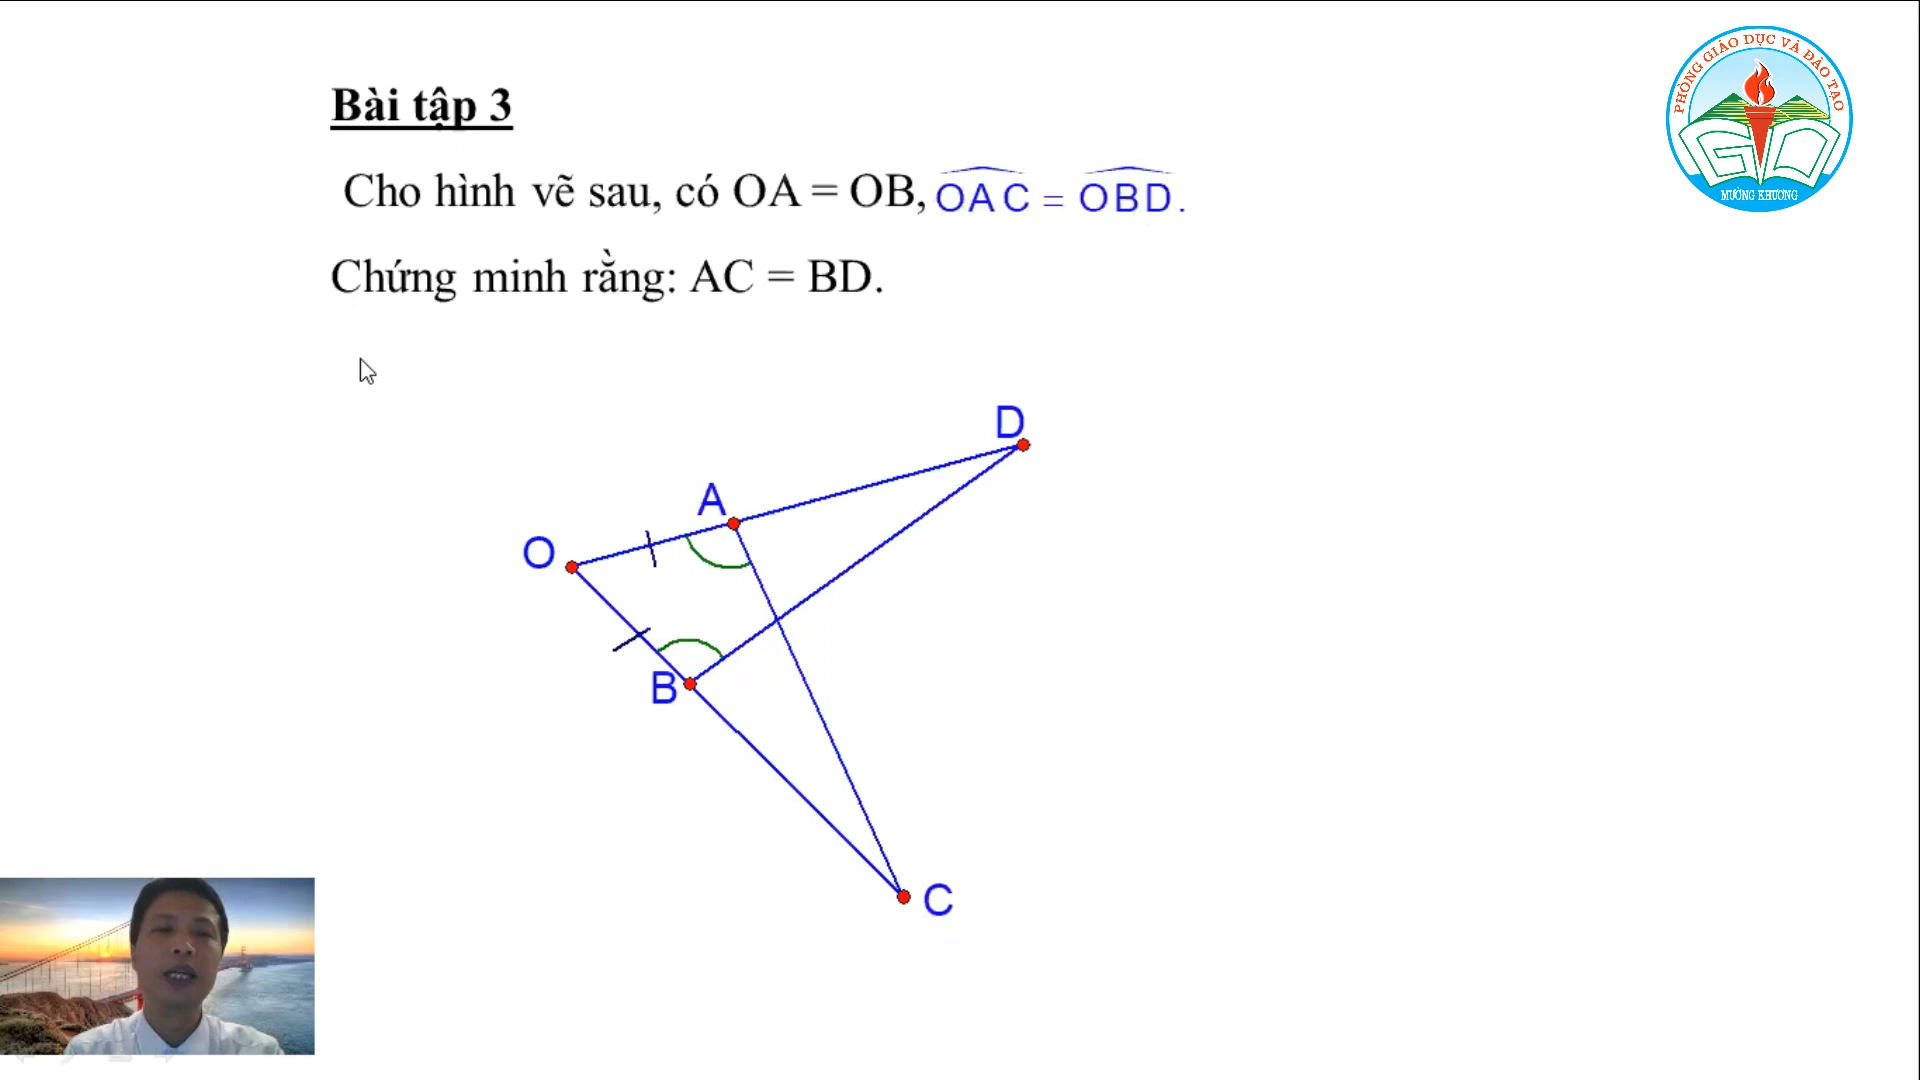 Bài tập 3
Cho hình vẽ sau, có OA = OB, OAC = OBD.
Chứng minh rằng: AC = BD.
PHÒNG GIÁO DỤC VÀ ĐÀO TẠO
GD
MƯỜNG KHƯƠNG
D
A
O
B
C